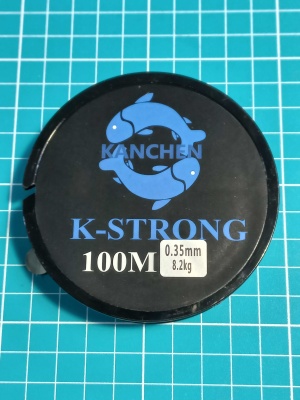 KANCHEN
K-STRONG
100M
0.35mm
8.2kg